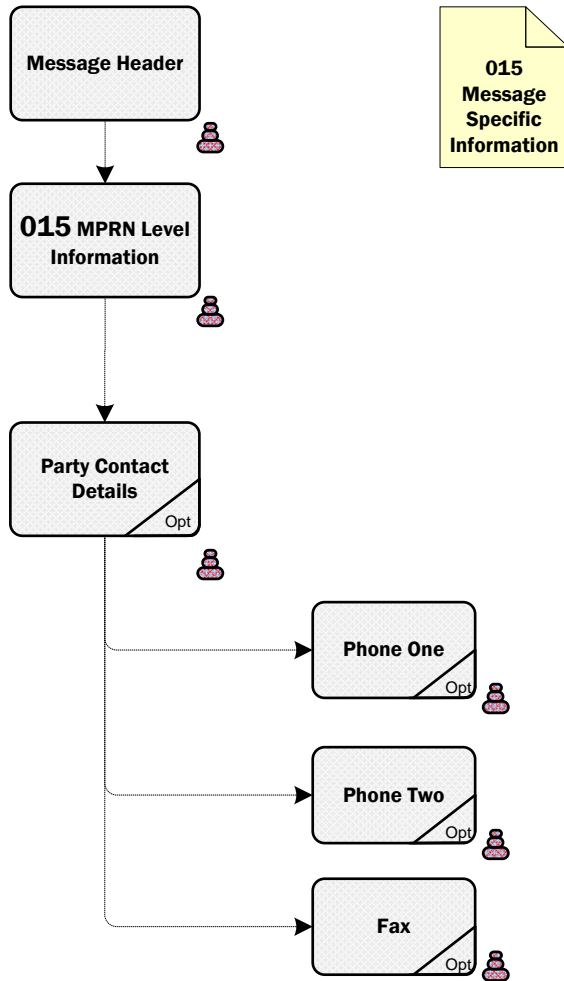 Message Header
015
Message
Specific
Information
015 MPRN Level
Information
Party Contact
Details
Opt
Phone One
Opt
Phone Two
Opt
Fax
Opt